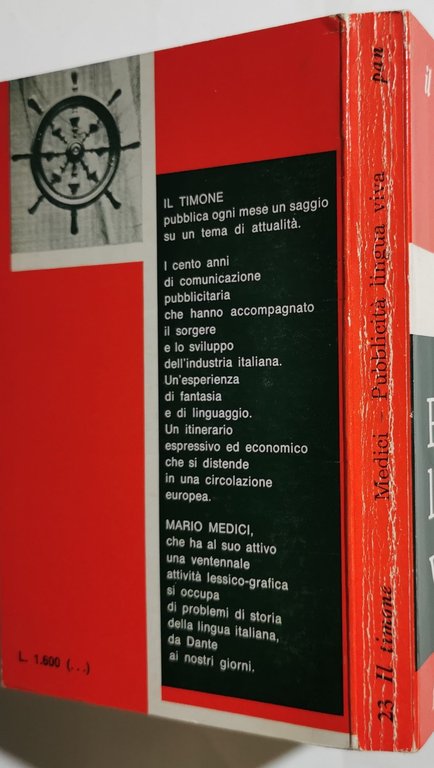 IL TIMONE
pubblica ogni mese un saggio
su un tema di attualità.
I cento anni
di comunicazione
pubblicitaria
che hanno accompagnato
il sorgere
e lo sviluppo
dell'industria italiana.
Un'esperienza
di fantasia
e di linguaggio.
Un itinerario
espressivo ed economico
che si distende
in una circolazione
europea.
MARIO MEDICI,
che ha al suo attivo
una ventennale
attività lessico-grafica
si occupa
di problemi di storia
della lingua italiana,
da Dante
ai nostri giorni.
L. 1.600 (...)
23 Il timone Medici - Pubblicità lingua viva pan
il